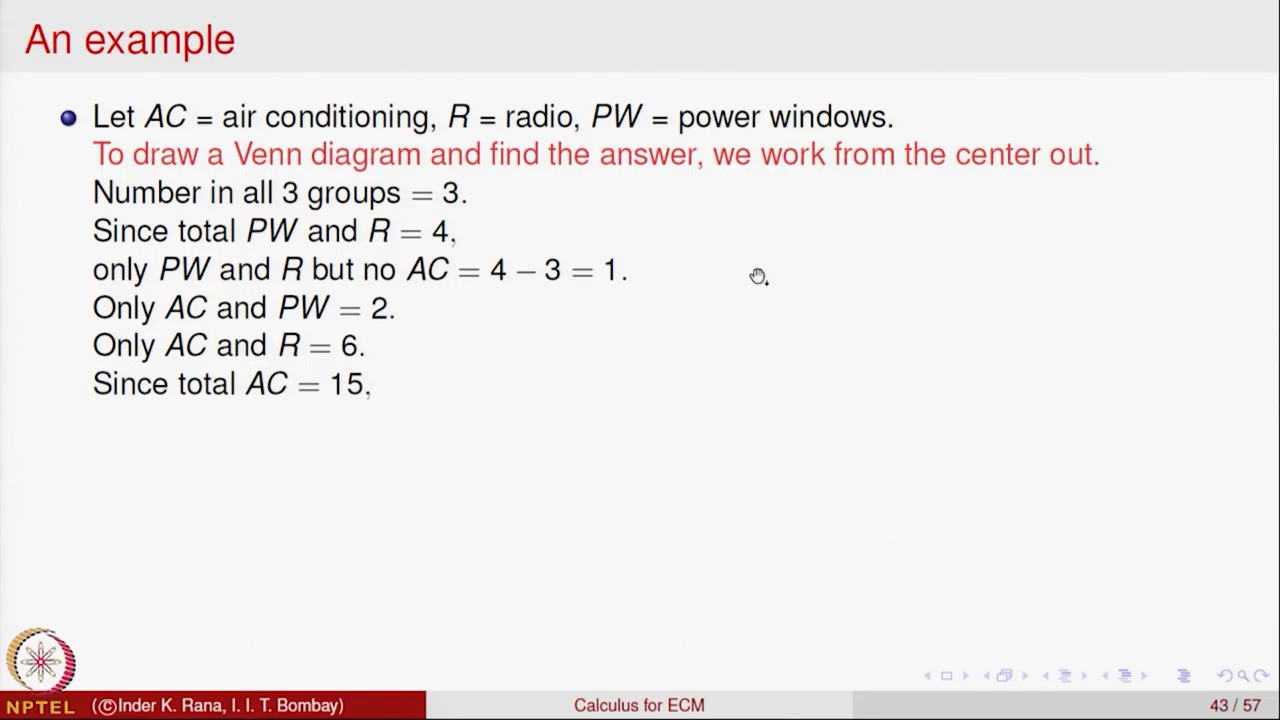 An example
Let AC = air conditioning, R = radio, PW = power windows.
To draw a Venn diagram and find the answer, we work from the center out.
Number in all 3 groups = 3.
Since total PW and R = 4,
only PW and R but no AC = 4 − 3 = 1.
Only AC and PW = 2.
Only AC and R = 6.
Since total AC = 15,
NPTEL
(©Inder K. Rana, I. I. T. Bombay)
Calculus for ECM
43 / 57